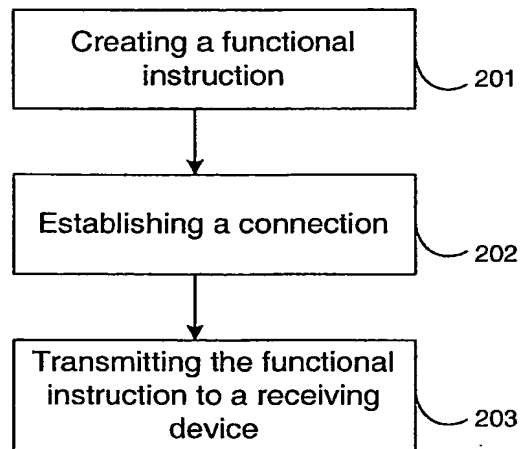 Creating a functional
instruction
201
Establishing a connection
202
Transmitting the functional
instruction to a receiving
device
203